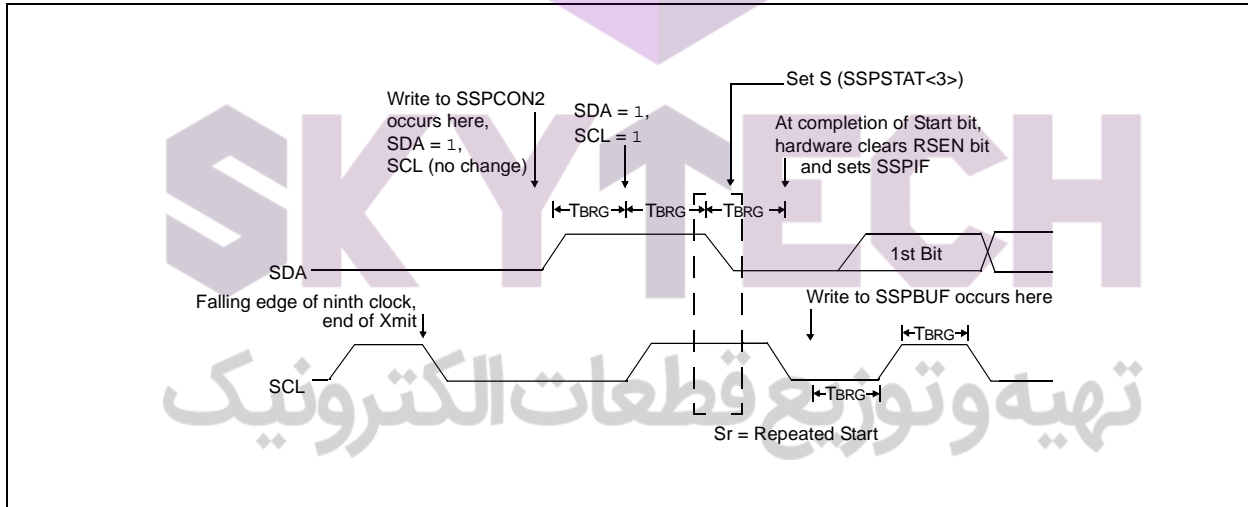 SKYTECH
Set S (SSPSTAT<3>)
Write to SSPCON2
occurs here,
SDA = 1,
SCL (no change)
SDA = 1,
SCL = 1
At completion of Start bit,
hardware clears RSEN bit
and sets SSPIF
TBRG TBRG TBRG
SDA
1st Bit
Falling edge of ninth clock,
end of Xmit
Write to SSPBUF occurs here
TBRG
SCL
TBRG
تهیه و توزیع قطعات الکترونیک
Sr = Repeated Start